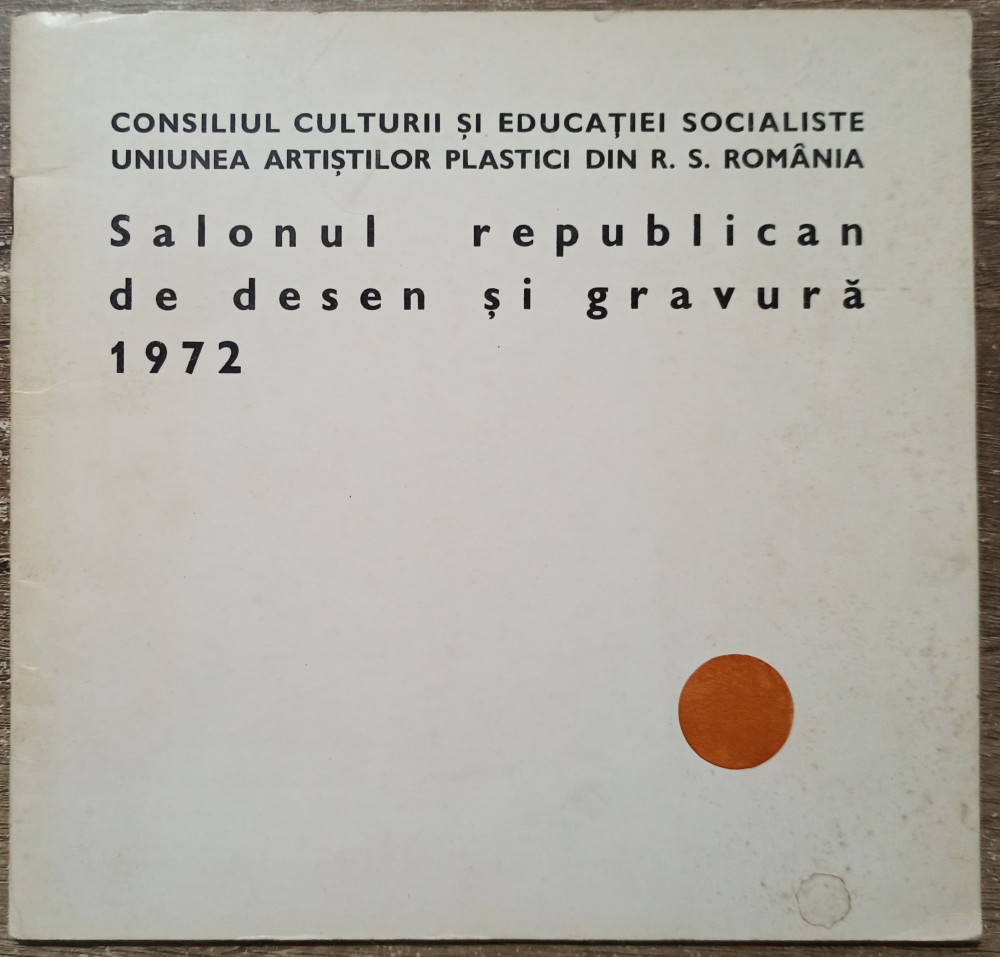 CONSILIUL CULTURII ȘI EDUCAȚIEI SOCIALISTE
UNIUNEA ARTIȘTILOR PLASTICI DIN R. S. ROMÂNIA
Salonul republican
de desen și gravură
1972